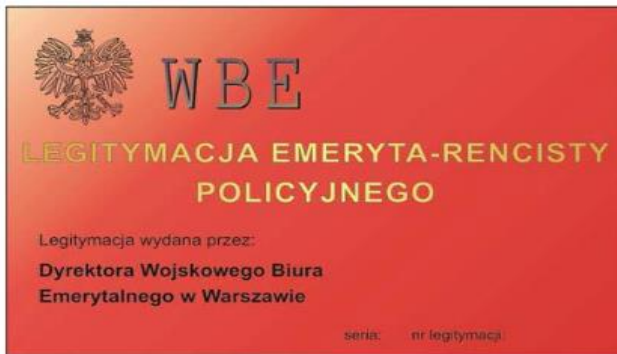 WBE
LEGITYMACJA EMERYTA-RENCISTY
POLICYJNEGO
Legitymacja wydana przez:
Dyrektora Wojskowego Biura
Emerytalnego w Warszawie
seria: nr legitymacji: